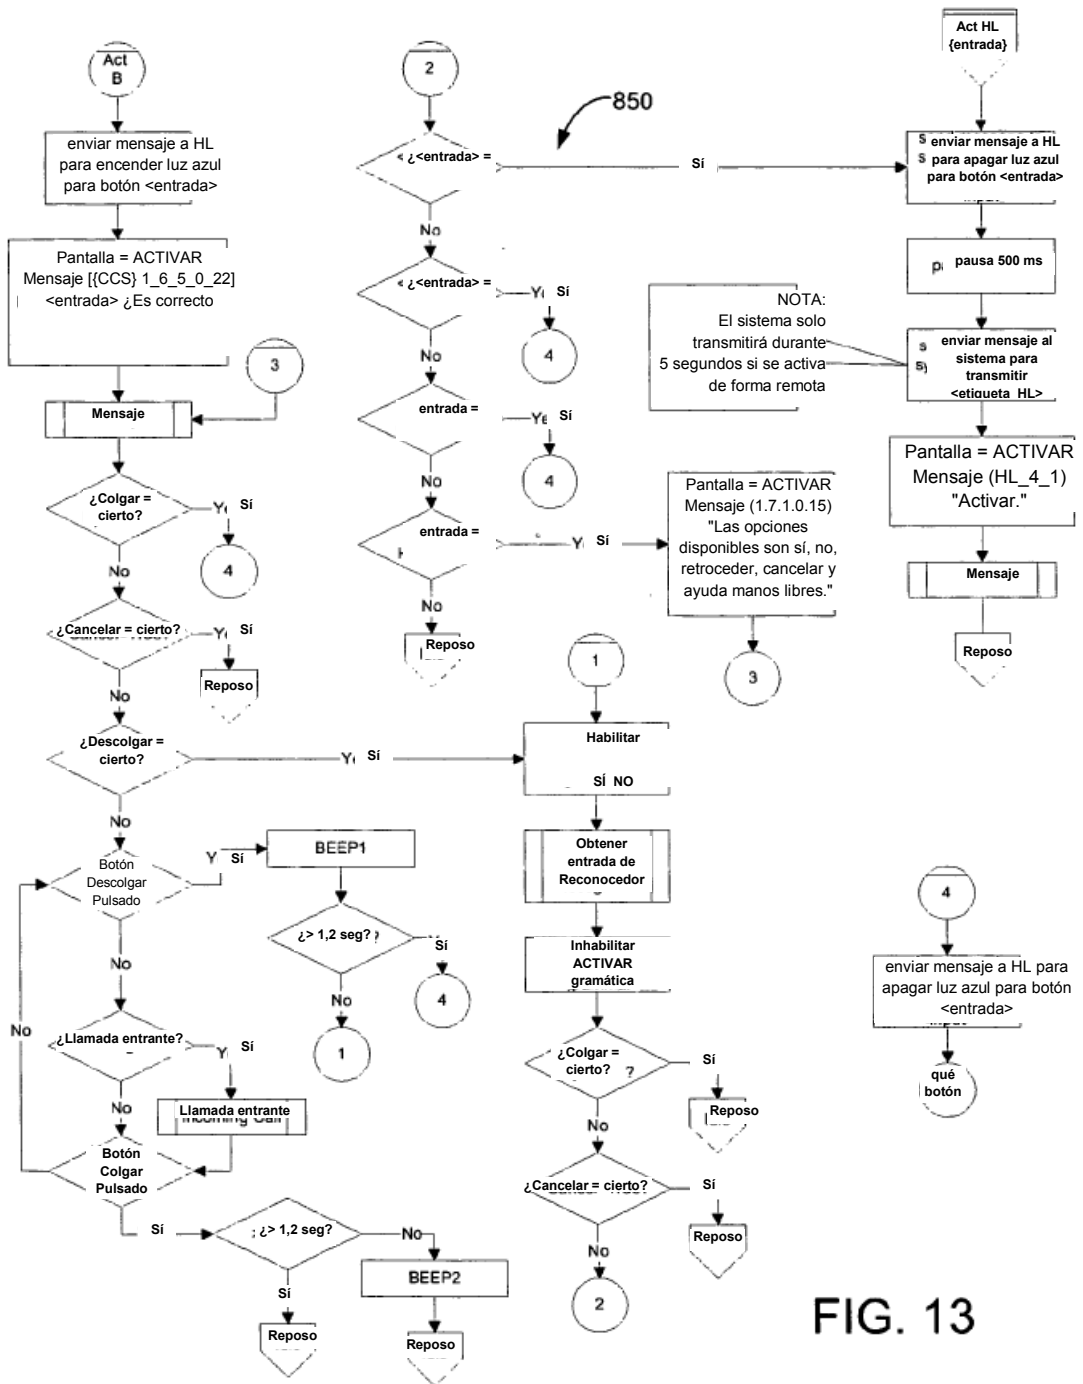 Act
B
enviar mensaje a HL
para encender luz azul
para botón <entrada>
Pantalla = ACTIVAR
Mensaje [{CCS} 1_6_5_0_22]
<entrada> ¿Es correcto
3
Mensaje
¿Colgar =
cierto?
Sí
4
No
¿Cancelar = cierto?
Sí
Reposo
No
¿Descolgar =
cierto?
Sí
No
Botón
Descolgar
Pulsado
Y Sí
BEEP1
¿> 1,2 seg?
Sí
4
No
1
No
No
¿Llamada entrante?
Sí
Llamada entrante
No
Botón
Colgar
Pulsado
Sí
¿> 1,2 seg?
No
BEEP2
Sí
Reposo
Reposo
2
850
¿<entrada> =
Sí
No
¿<entrada> =
Sí
4
No
entrada =
Sí
4
No
entrada =
Sí
No
Reposo
Pantalla = ACTIVAR
Mensaje (1.7.1.0.15)
"Las opciones
disponibles son sí, no,
retroceder, cancelar y
ayuda manos libres."
3
1
Habilitar
SÍ NO
Obtener
entrada de
Reconocedor
Inhabilitar
ACTIVAR
gramática
¿Colgar =
cierto? ?
Sí
Reposo
No
¿Cancelar = cierto?
Sí
Reposo
No
2
Act HL
{entrada}
enviar mensaje a HL
para apagar luz azul
para botón <entrada>
pausa 500 ms
NOTA:
El sistema solo
transmitirá durante
5 segundos si se activa
de forma remota
enviar mensaje al
sistema para
transmitir
<etiqueta HL>
Pantalla = ACTIVAR
Mensaje (HL_4_1)
"Activar."
Mensaje
Reposo
4
enviar mensaje a HL para
apagar luz azul para botón
<entrada>
qué
botón
FIG. 13